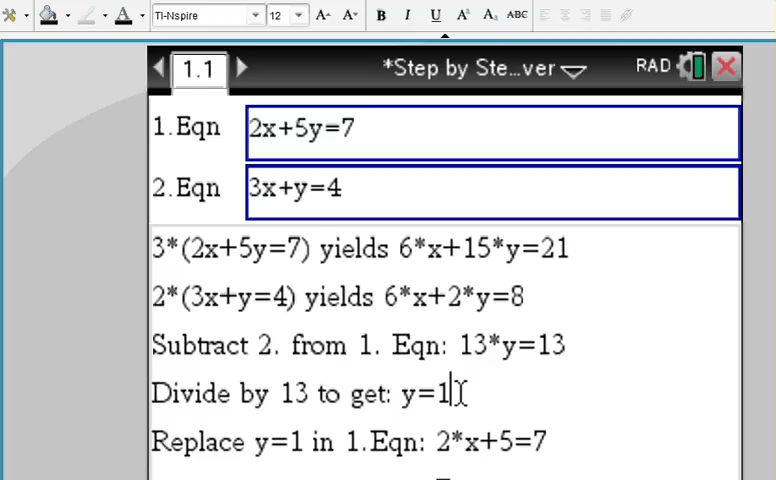 TI-Nspire 12 A A B I U A A ABC
1.1 *Step by Ste...ver RAD
1.Eqn 2x+5y=7
2.Eqn 3x+y=4
3*(2x+5y=7) yields 6*x+15*y=21
2*(3x+y=4) yields 6*x+2*y=8
Subtract 2. from 1. Eqn: 13*y=13
Divide by 13 to get: y=1
Replace y=1 in 1.Eqn: 2*x+5=7